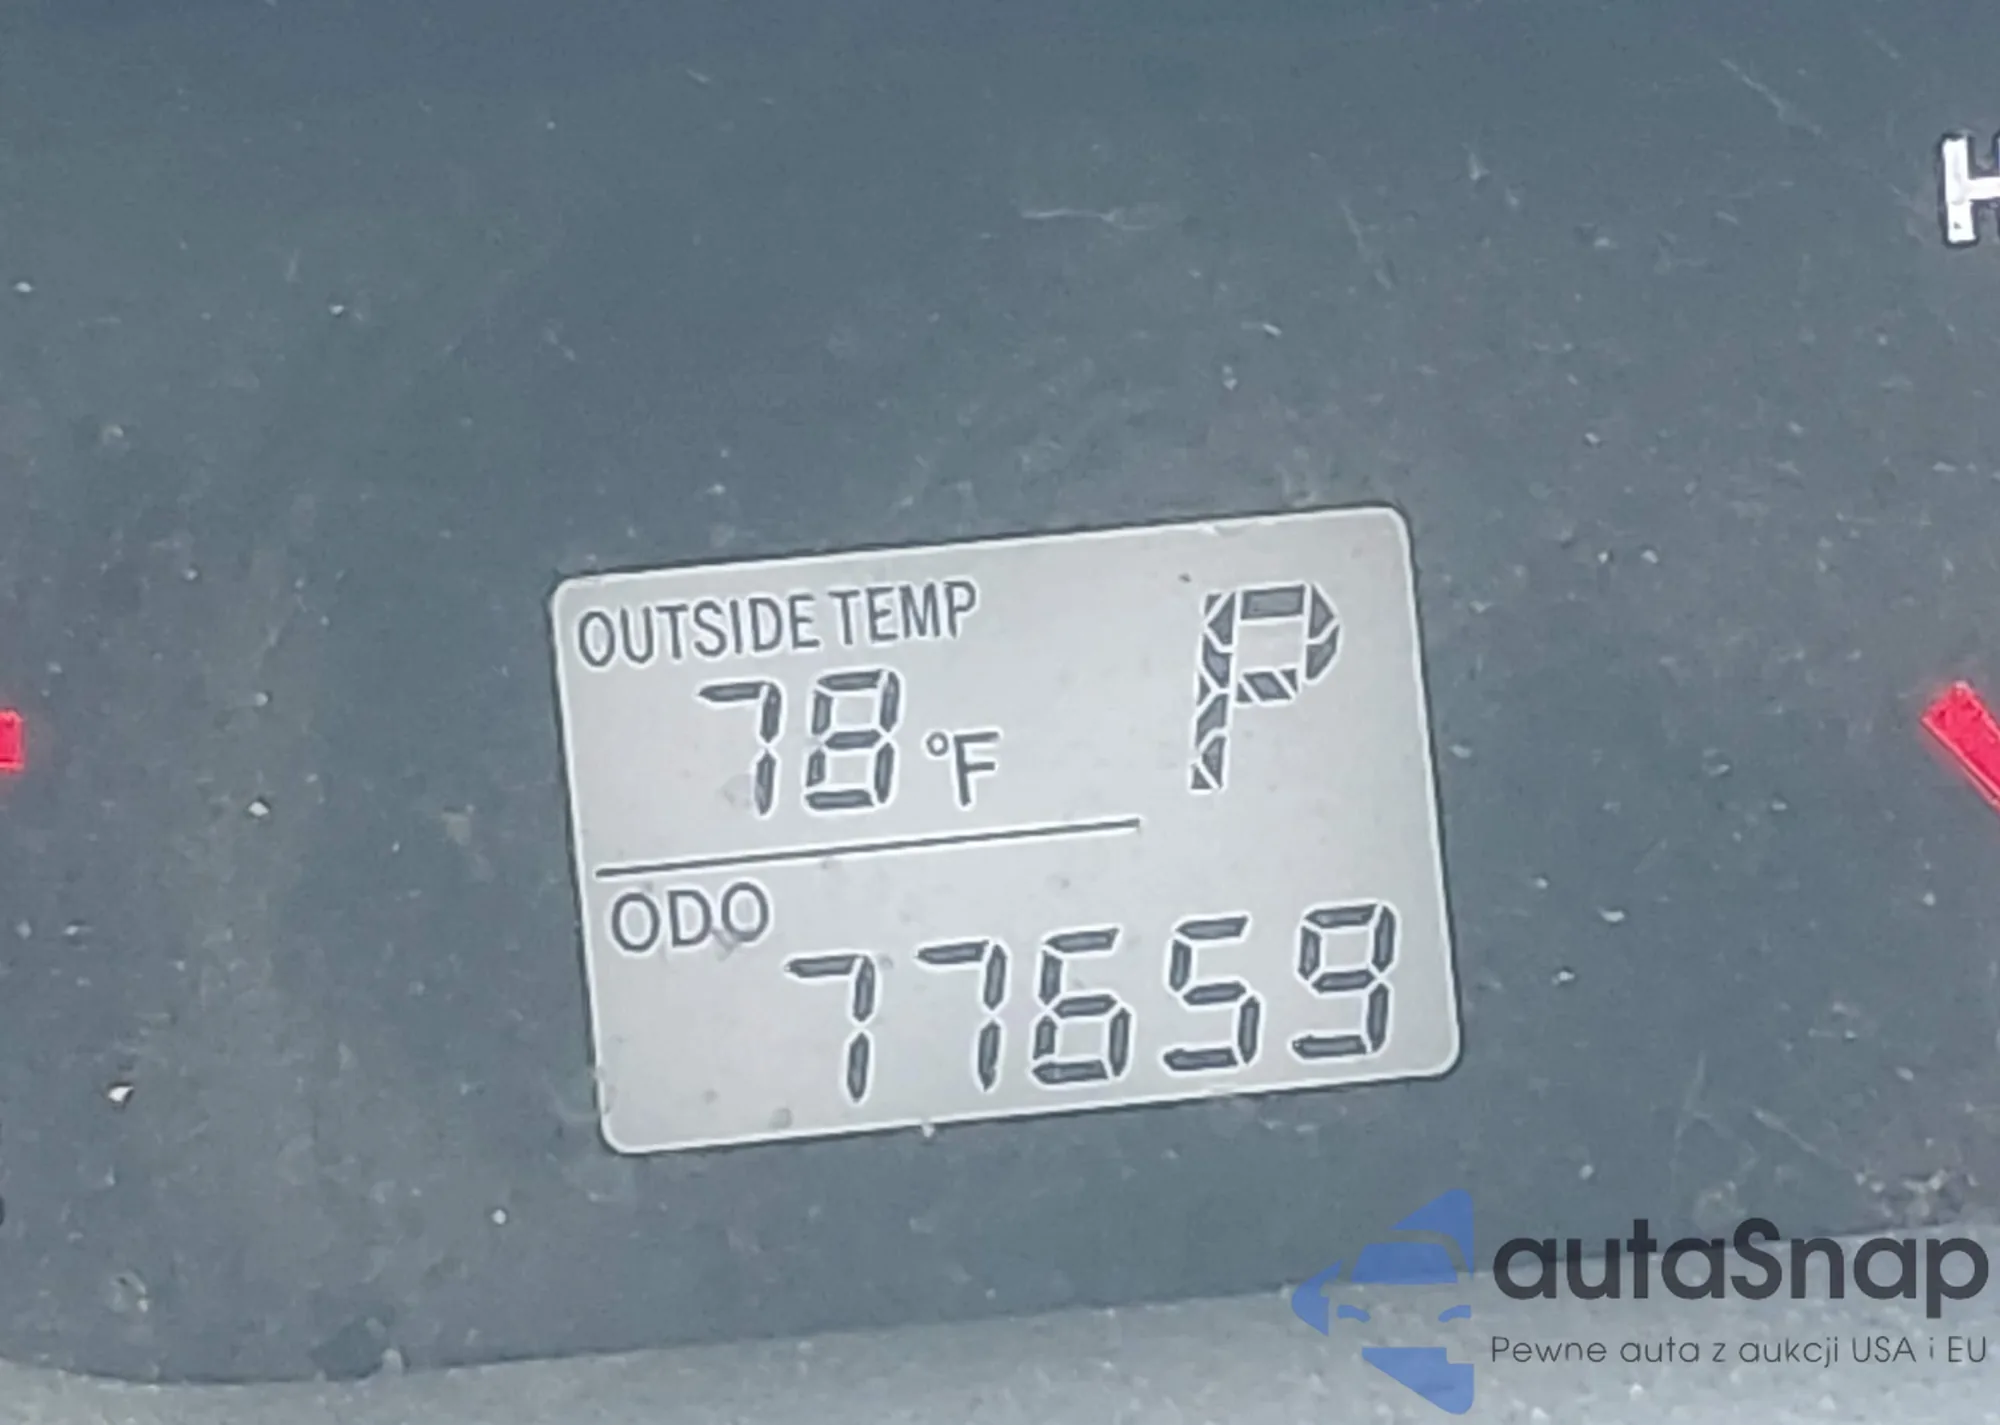 H
OUTSIDE TEMP P
78 °F
ODO
77659
autaSnap
Pewne auta z aukcji USA i EU